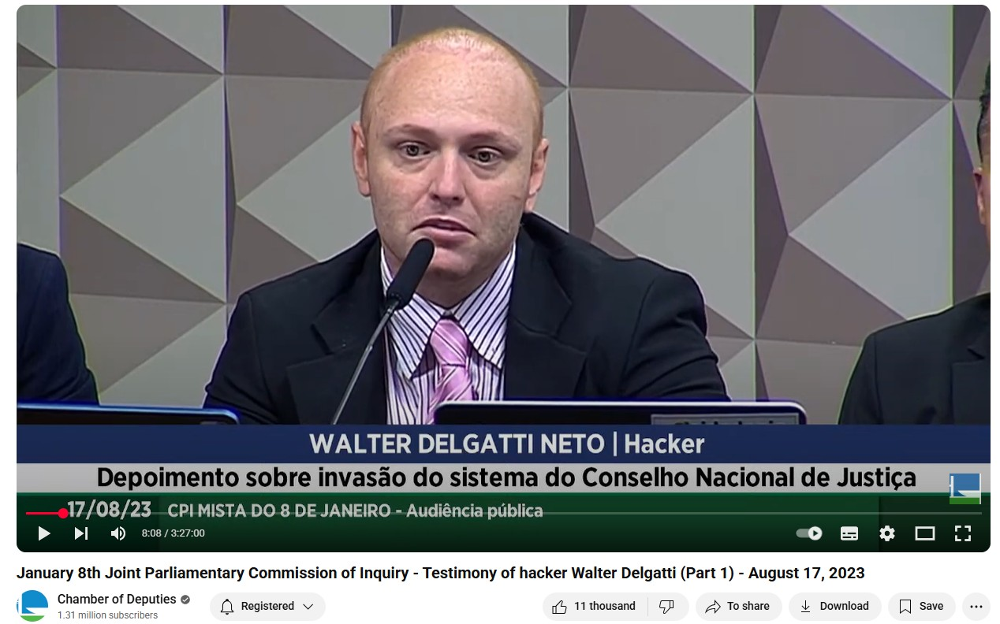 WALTER DELGATTI NETO | Hacker
Depoimento sobre invasão do sistema do Conselho Nacional de Justiça
17/08/23 CPI MISTA DO 8 DE JANEIRO - Audiência pública
8:08 / 3:27:00
January 8th Joint Parliamentary Commission of Inquiry - Testimony of hacker Walter Delgatti (Part 1) - August 17, 2023
Chamber of Deputies
1.31 million subscribers
Registered
11 thousand
To share
Download
Save